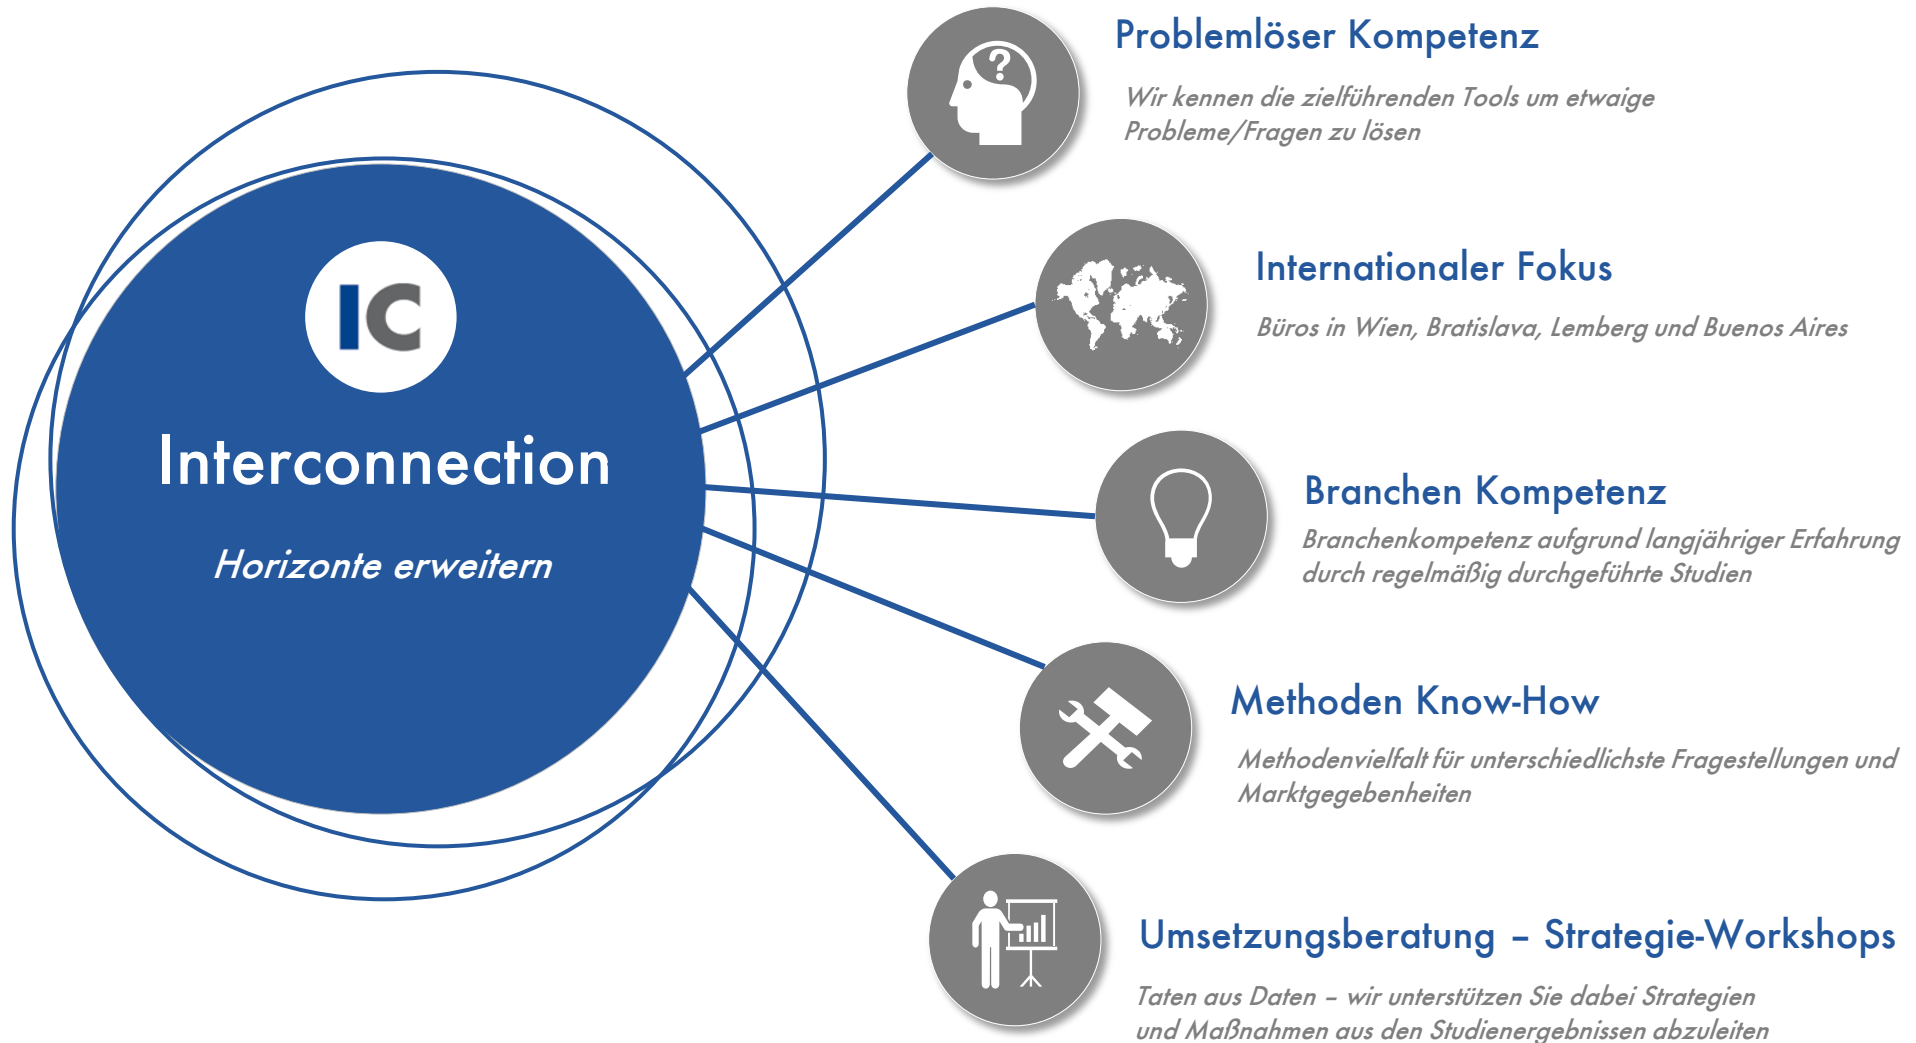 IC
Interconnection
Horizonte erweitern
Problemlöser Kompetenz
Wir kennen die zielführenden Tools um etwaige
Probleme/Fragen zu lösen
Internationaler Fokus
Büros in Wien, Bratislava, Lemberg und Buenos Aires
Branchen Kompetenz
Branchenkompetenz aufgrund langjähriger Erfahrung
durch regelmäßig durchgeführte Studien
Methoden Know-How
Methodenvielfalt für unterschiedlichste Fragestellungen und
Marktgegebenheiten
Umsetzungsberatung – Strategie-Workshops
Taten aus Daten – wir unterstützen Sie dabei Strategien
und Maßnahmen aus den Studienergebnissen abzuleiten